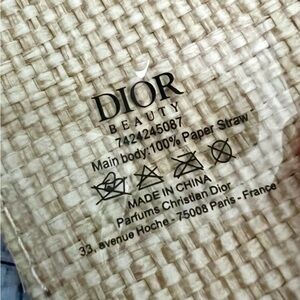 DIOR
BEAUTY
7424245087
Main body:100% Paper Straw
MADE IN CHINA
Parfums Christian Dior
33, avenue Hoche - 75008 Paris - France